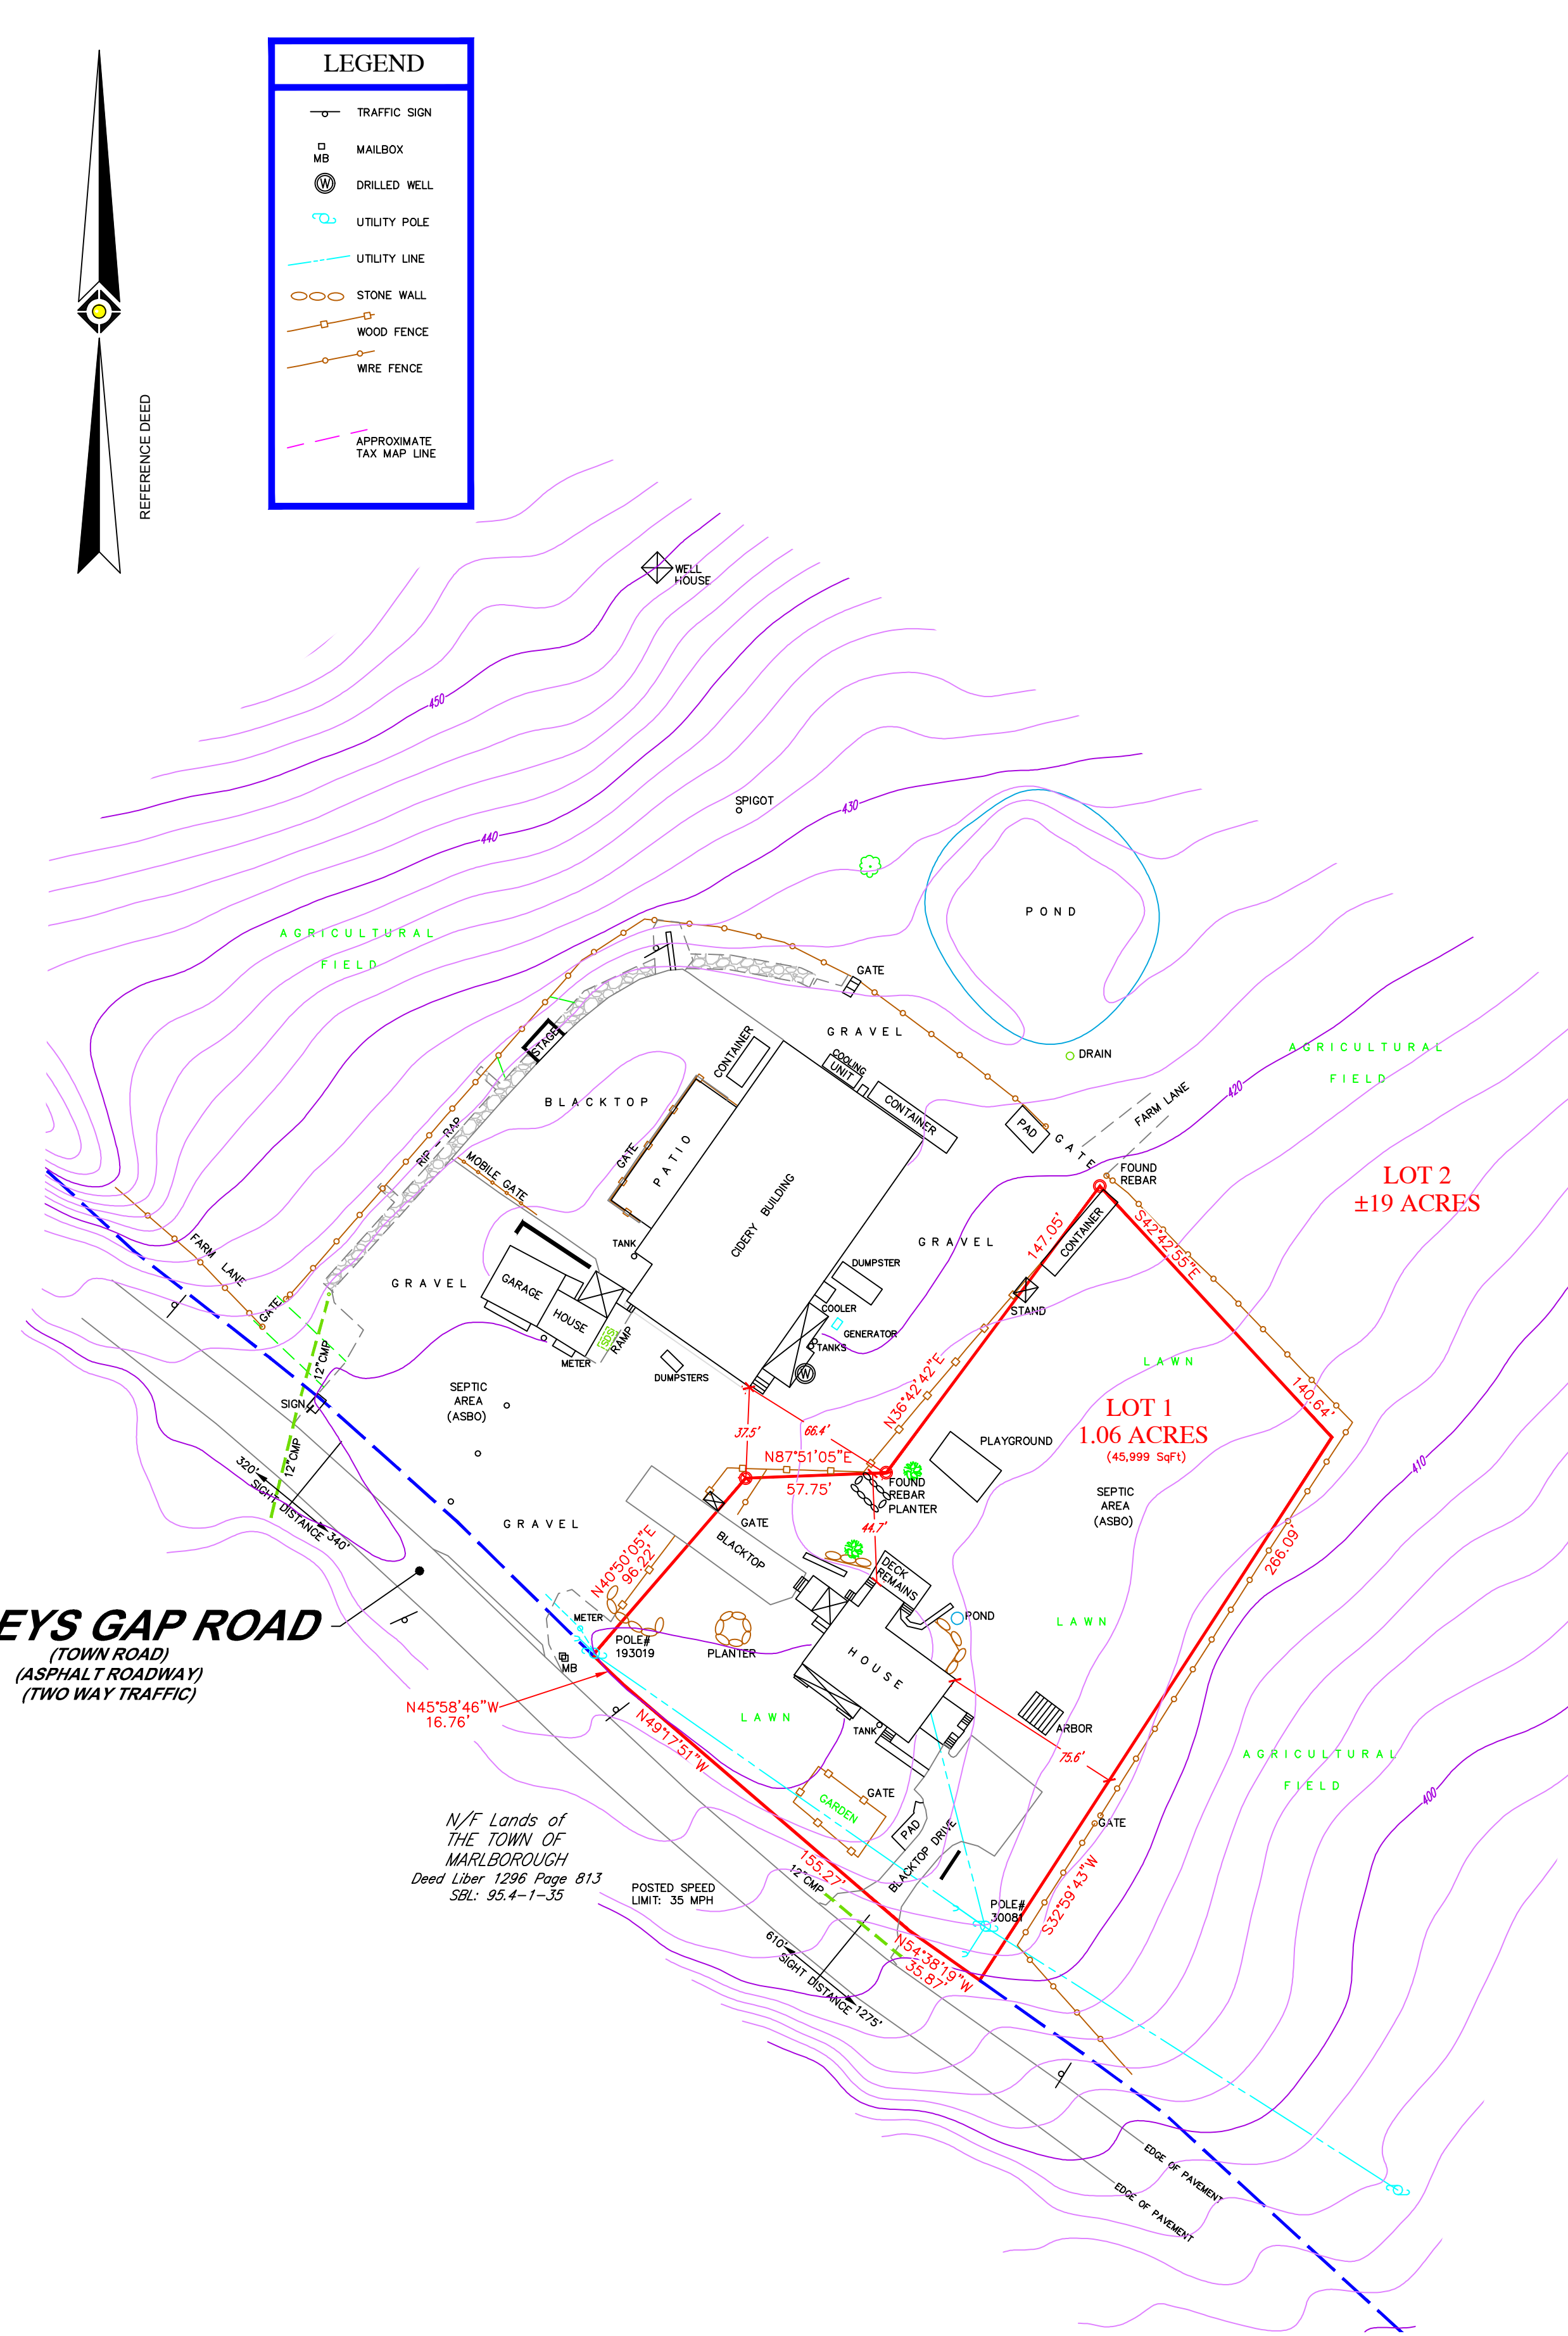 LEGEND
TRAFFIC SIGN
MB
MAILBOX
W
DRILLED WELL
UTILITY POLE
UTILITY LINE
STONE WALL
WOOD FENCE
WIRE FENCE
APPROXIMATE
TAX MAP LINE
REFERENCE DEED
WELL
HOUSE
450
SPIGOT
430
440
POND
AGRICULTURAL
FIELD
GATE
GRAVEL
STAGE
CONTAINER
COOLING
UNIT
CONTAINER
DRAIN
AGRICULTURAL
FIELD
420
FARM LANE
BLACKTOP
PAD
GATE
RIP - RAP
MOBILE GATE
GATE
PATIO
FOUND
REBAR
LOT 2
±19 ACRES
CIDERY BUILDING
FARM LANE
TANK
GRAVEL
147.05'
CONTAINER
S42°42'55"E
GRAVEL
GARAGE
HOUSE
DUMPSTER
STAND
GATE
COOLER
GENERATOR
TANKS
(SDS)
RAMP
METER
DUMPSTERS
W
12"CMP
LAWN
SEPTIC
AREA
(ASBO)
SIGN
N36°42'42"E
140.64'
LOT 1
1.06 ACRES
(45,999 SqFt)
37.5'
66.4'
PLAYGROUND
N87°51'05"E
57.75'
12"CMP
320'
SIGHT DISTANCE
340'
FOUND
REBAR
PLANTER
SEPTIC
AREA
(ASBO)
410
GRAVEL
GATE
44.7'
BLACKTOP
N40°50'05"E
96.22'
266.09'
DECK
REMAINS
EYS GAP ROAD
(TOWN ROAD)
(ASPHALT ROADWAY)
(TWO WAY TRAFFIC)
METER
POND
LAWN
POLE#
193019
PLANTER
HOUSE
MB
N45°58'46"W
16.76'
N49°17'51"W
LAWN
TANK
ARBOR
75.6'
AGRICULTURAL
FIELD
400
GATE
GARDEN
PAD
GATE
N/F Lands of
THE TOWN OF
MARLBOROUGH
Deed Liber 1296 Page 813
SBL: 95.4-1-35
BLACKTOP DRIVE
155.27'
12"CMP
POSTED SPEED
LIMIT: 35 MPH
S32°59'43"W
POLE#
30081
610'
SIGHT DISTANCE
1275'
N54°38'19"W
35.87'
EDGE OF PAVEMENT
EDGE OF PAVEMENT